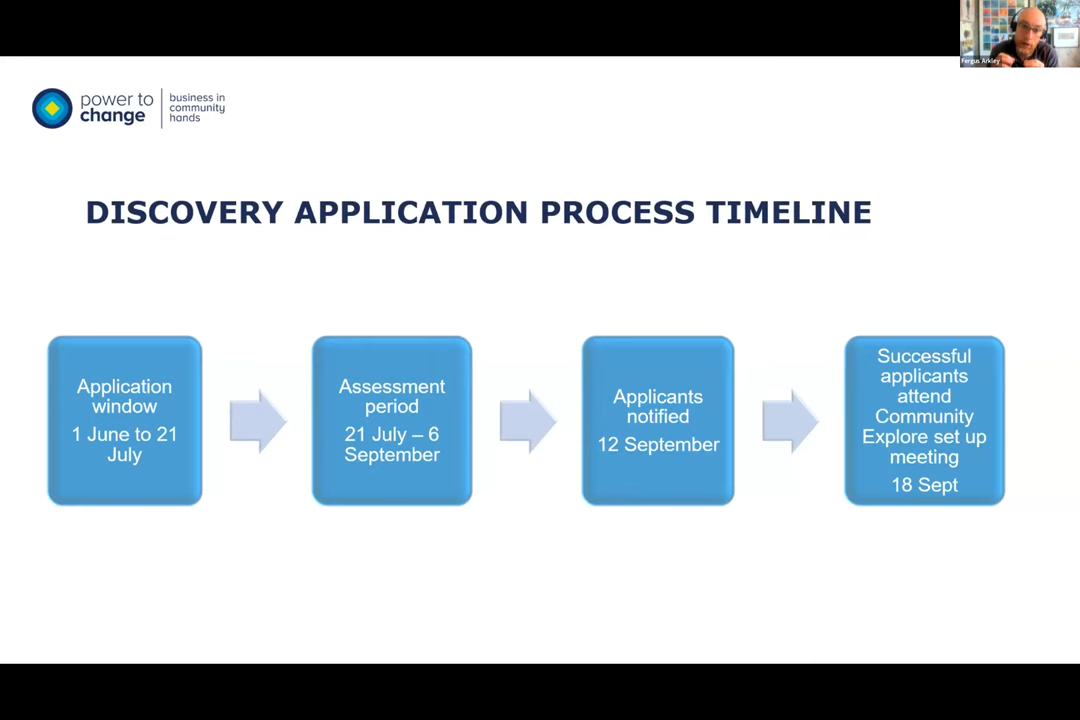 Fergus Arkley
power to
change
business in
community
hands
DISCOVERY APPLICATION PROCESS TIMELINE
Application
window
1 June to 21
July
Assessment
period
21 July – 6
September
Applicants
notified
12 September
Successful
applicants
attend
Community
Explore set up
meeting
18 Sept